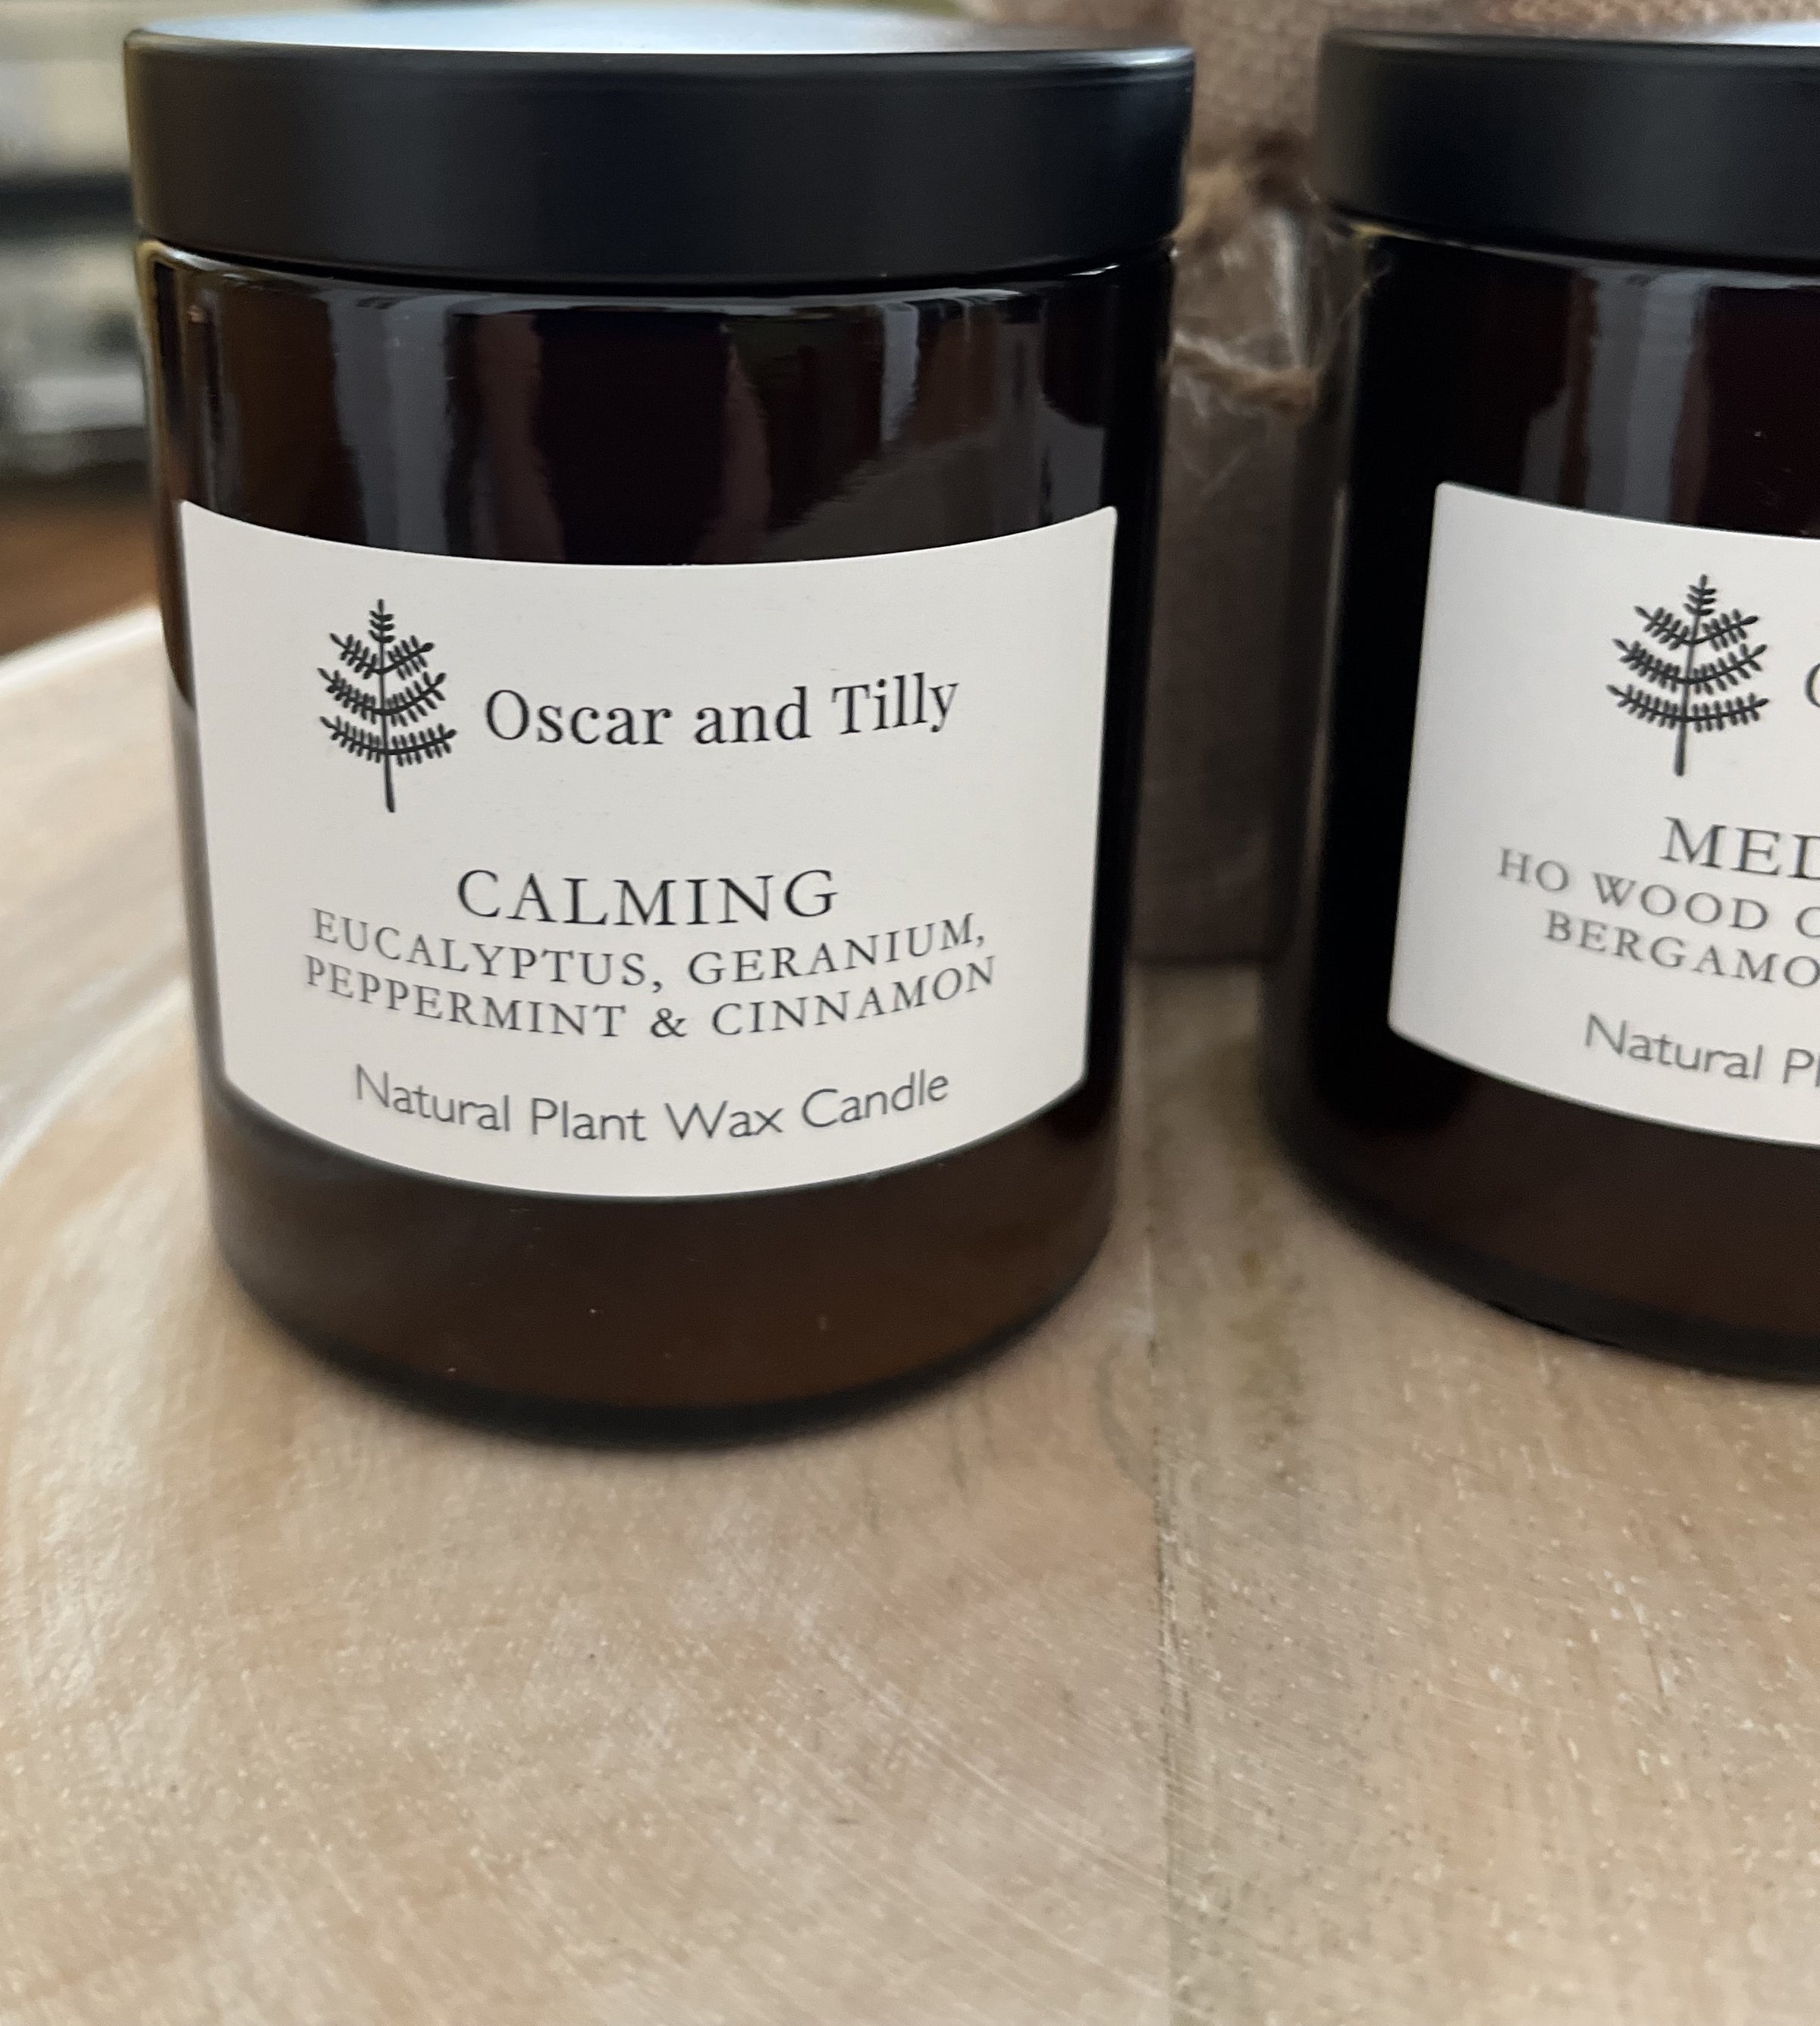 Oscar and Tilly
CALMING
EUCALYPTUS, GERANIUM,
PEPPERMINT & CINNAMON
Natural Plant Wax Candle
HO WOOD
Natural